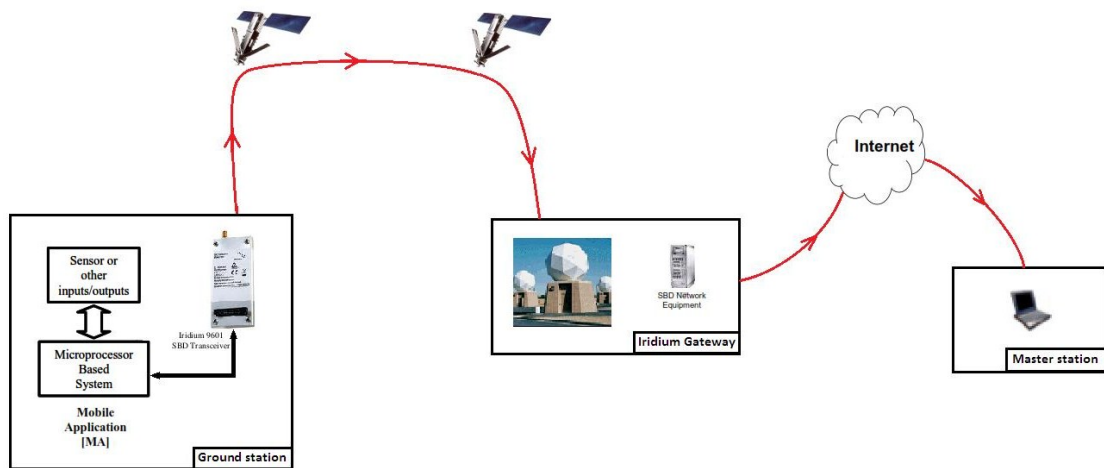 Internet
Sensor or
other
inputs/outputs
Iridium 9601
SBD Transceiver
Microprocessor
Based
System
Mobile
Application
[MA]
Ground station
SBD Network
Equipment
Iridium Gateway
Master station